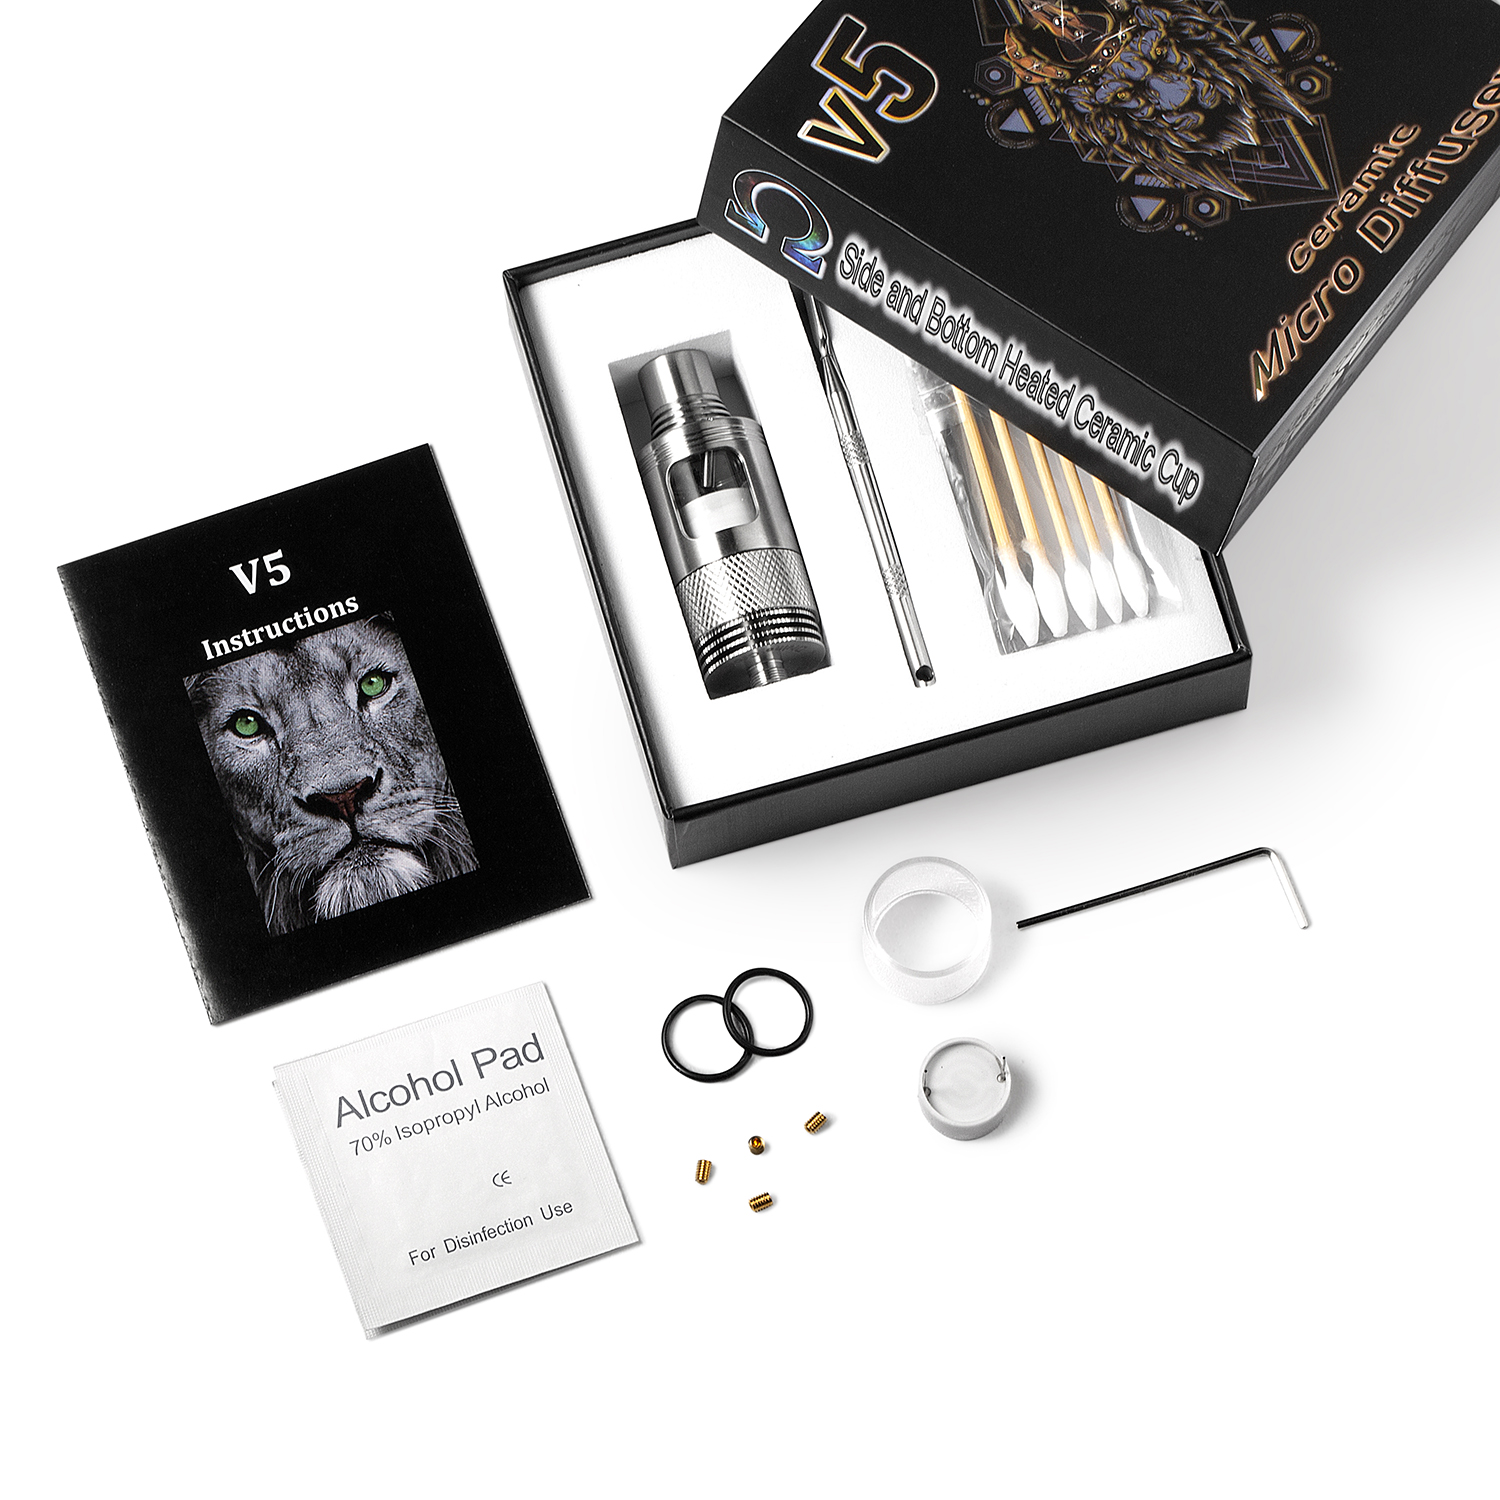 V5
ceramic
Micro Diffuser
Ω Side and Bottom Heated Ceramic Cup
V5
Instructions
Alcohol Pad
70% Isopropyl Alcohol
CE
For Disinfection Use